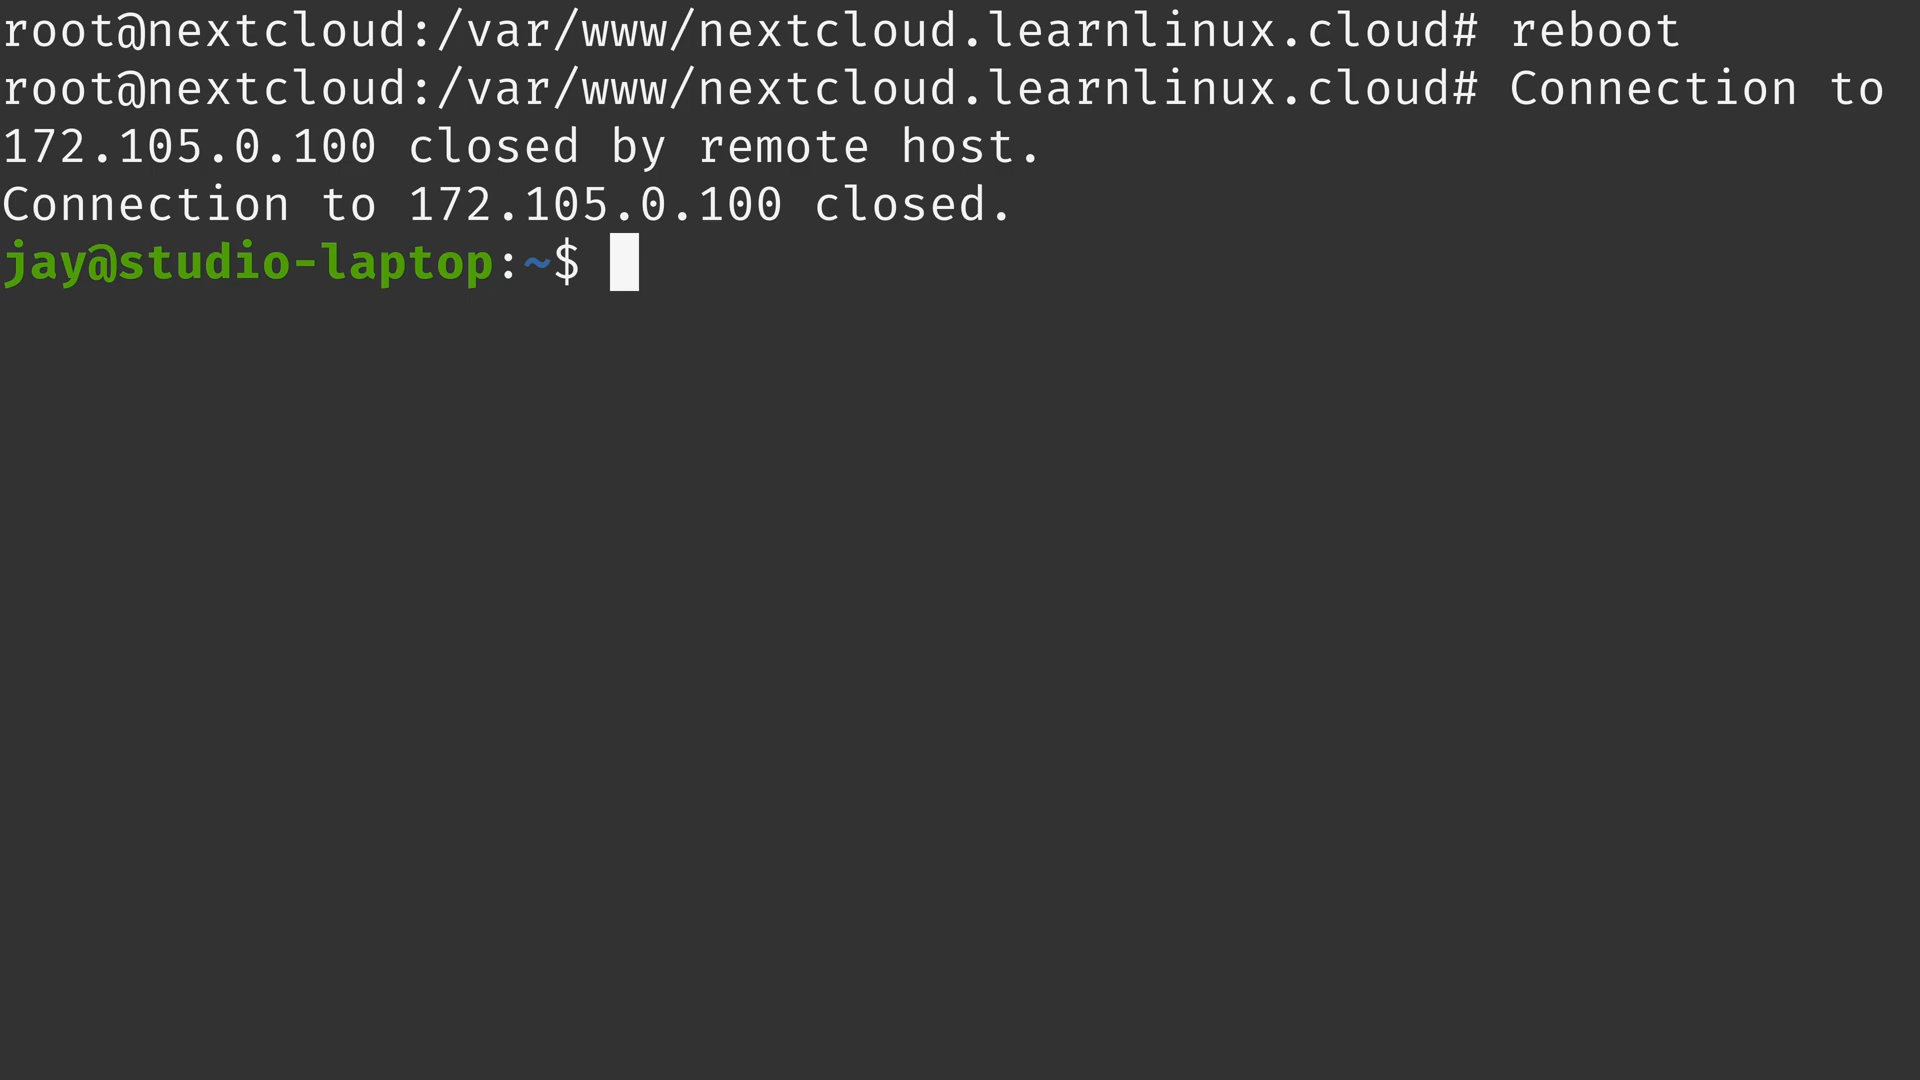 root@nextcloud:/var/www/nextcloud.learnlinux.cloud# reboot
root@nextcloud:/var/www/nextcloud.learnlinux.cloud# Connection to
172.105.0.100 closed by remote host.
Connection to 172.105.0.100 closed.
jay@studio-laptop:~$